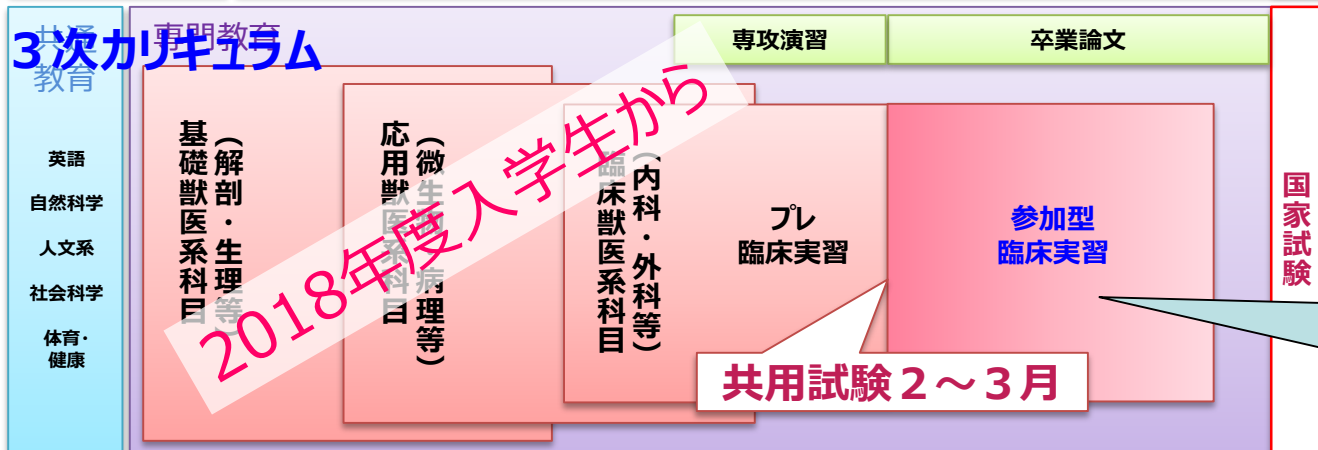 3次カリキュラム
共通
教育
英語
自然科学
人文系
社会科学
体育・
健康
専門教育
専攻演習
卒業論文
基礎獣医系科目
(解剖・生理等)
応用獣医系科目
(微生物・病理等)
臨床獣医系科目
(内科・外科等)
プレ
臨床実習
参加型
臨床実習
2018年度入学生から
共用試験2～3月
国家試験